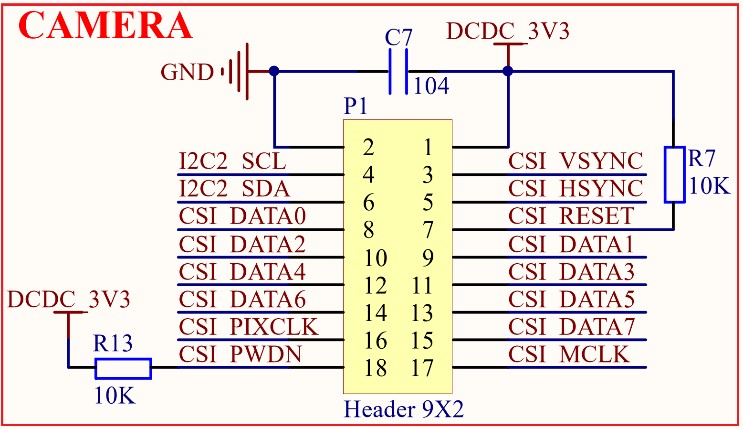 CAMERA
C7
DCDC_3V3
GND
104
P1
I2C2_SCL 2 1 CSI_VSYNC
I2C2_SDA 4 3 CSI_HSYNC
CSI_DATA0 6 5 CSI_RESET
CSI_DATA2 8 7 CSI_DATA1
CSI_DATA4 10 9 CSI_DATA3
CSI_DATA6 12 11 CSI_DATA5
CSI_PIXCLK 14 13 CSI_DATA7
CSI_PWDN 16 15 CSI_MCLK
18 17
R7
10K
DCDC_3V3
R13
10K
Header 9X2